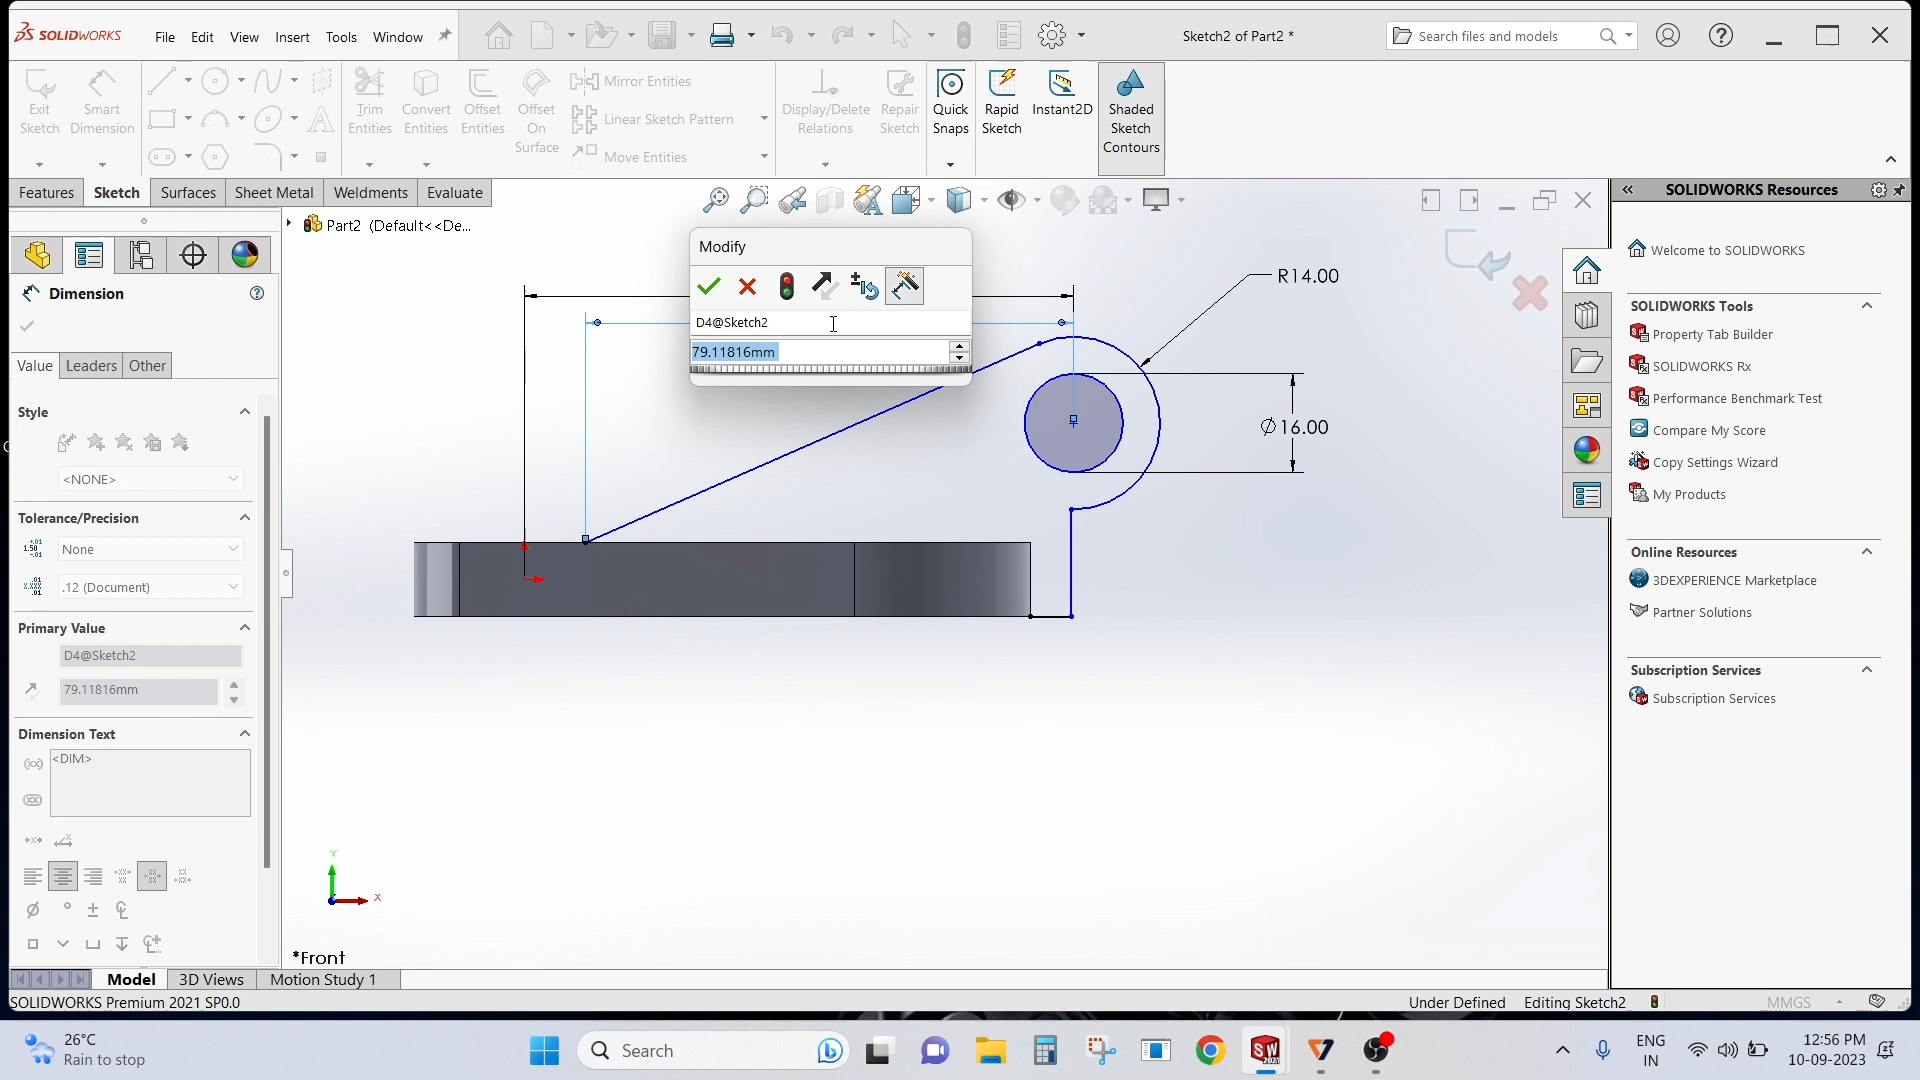 SOLIDWORKS
File Edit View Insert Tools Window
Sketch2 of Part2 *
Search files and models
Exit Sketch
Smart Dimension
Trim Entities
Convert Entities
Offset Entities
Offset On Surface
Mirror Entities
Linear Sketch Pattern
Move Entities
Display/Delete Relations
Repair Sketch
Quick Snaps
Rapid Sketch
Instant2D
Shaded Sketch Contours
Features Sketch Surfaces Sheet Metal Weldments Evaluate
Part2 (Default<<De...
Dimension
Value Leaders Other
Style
<NONE>
Tolerance/Precision
None
.12 (Document)
Primary Value
D4@Sketch2
79.11816mm
Dimension Text
<DIM>
Modify
D4@Sketch2
79.11816mm
R14.00
∅16.00
Y
X
*Front
SOLIDWORKS Resources
Welcome to SOLIDWORKS
SOLIDWORKS Tools
Property Tab Builder
SOLIDWORKS Rx
Performance Benchmark Test
Compare My Score
Copy Settings Wizard
My Products
Online Resources
3DEXPERIENCE Marketplace
Partner Solutions
Subscription Services
Subscription Services
Model 3D Views Motion Study 1
SOLIDWORKS Premium 2021 SP0.0
Under Defined Editing Sketch2 MMGS
26°C
Rain to stop
Search
ENG
IN
12:56 PM
10-09-2023